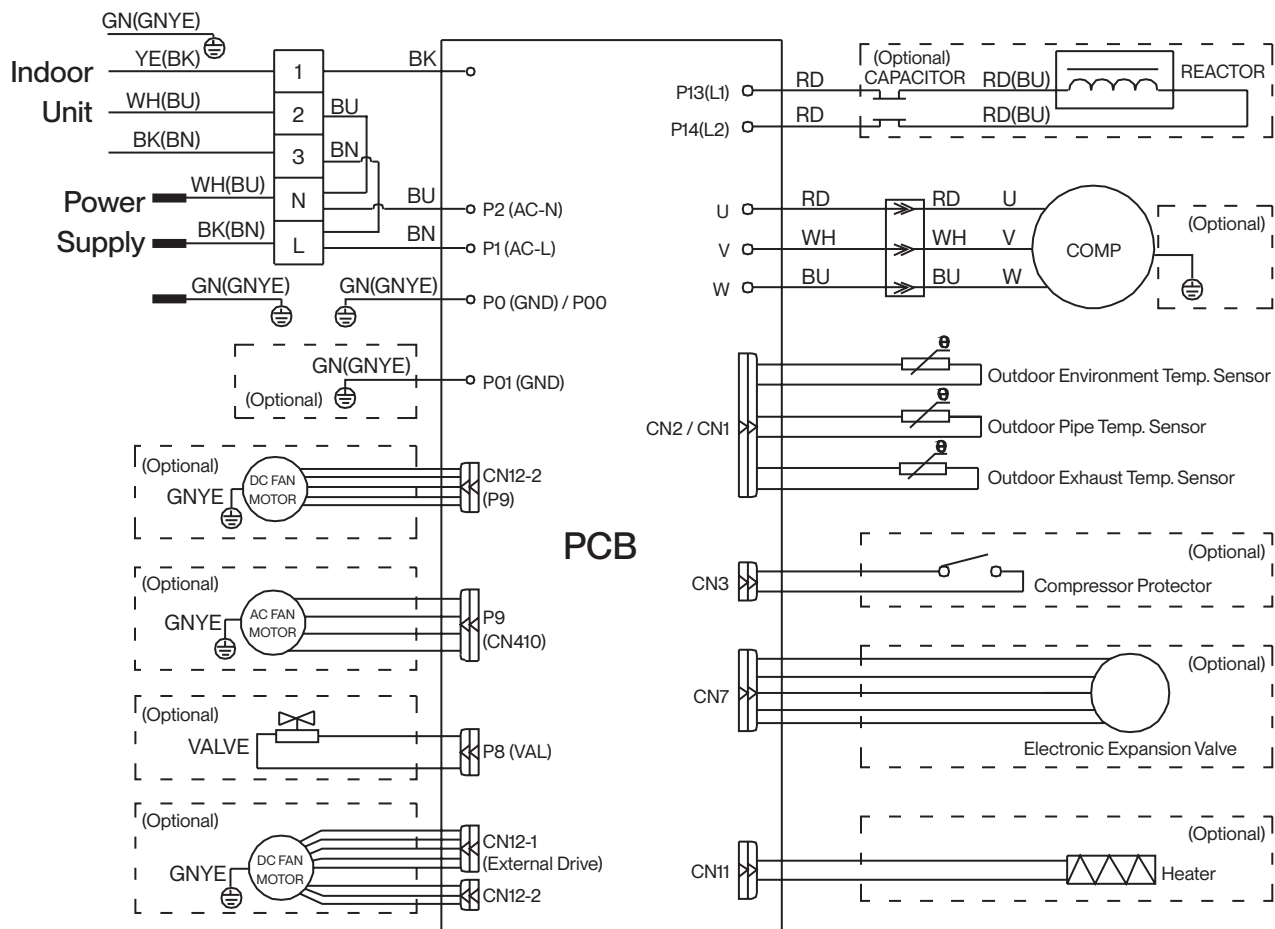 GN(GNYE)
Indoor
Unit
YE(BK)
1
BK
WH(BU)
2
BU
BK(BN)
3
BN
Power
Supply
WH(BU)
N
BU
P2 (AC-N)
BK(BN)
L
BN
P1 (AC-L)
GN(GNYE)
GN(GNYE)
P0 (GND) / P00
GN(GNYE)
(Optional)
P01 (GND)
(Optional)
DC FAN
MOTOR
GNYE
CN12-2
(P9)
(Optional)
AC FAN
MOTOR
GNYE
P9
(CN410)
(Optional)
VALVE
P8 (VAL)
(Optional)
DC FAN
MOTOR
GNYE
CN12-1
(External Drive)
CN12-2
PCB
(Optional)
CAPACITOR
REACTOR
P13(L1)
RD
RD(BU)
P14(L2)
RD
RD(BU)
U
RD
RD
U
V
WH
WH
V
W
BU
BU
W
COMP
(Optional)
CN2 / CN1
θ
Outdoor Environment Temp. Sensor
θ
Outdoor Pipe Temp. Sensor
θ
Outdoor Exhaust Temp. Sensor
CN3
(Optional)
Compressor Protector
CN7
(Optional)
Electronic Expansion Valve
CN11
(Optional)
Heater